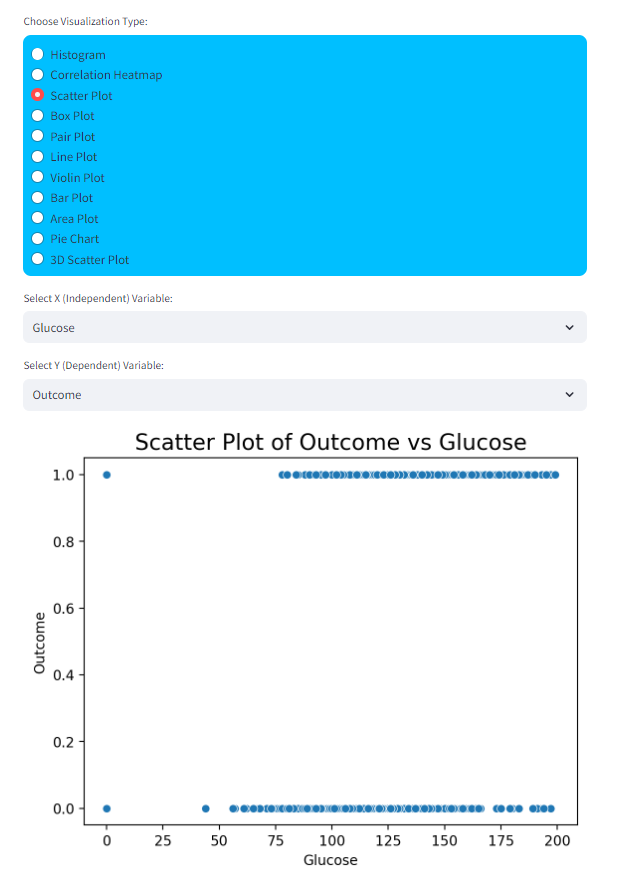 Choose Visualization Type:
Histogram
Correlation Heatmap
Scatter Plot
Box Plot
Pair Plot
Line Plot
Violin Plot
Bar Plot
Area Plot
Pie Chart
3D Scatter Plot
Select X (Independent) Variable:
Glucose
Select Y (Dependent) Variable:
Outcome
Scatter Plot of Outcome vs Glucose
1.0
0.8
0.6
0.4
0.2
0.0
Outcome
0 25 50 75 100 125 150 175 200
Glucose